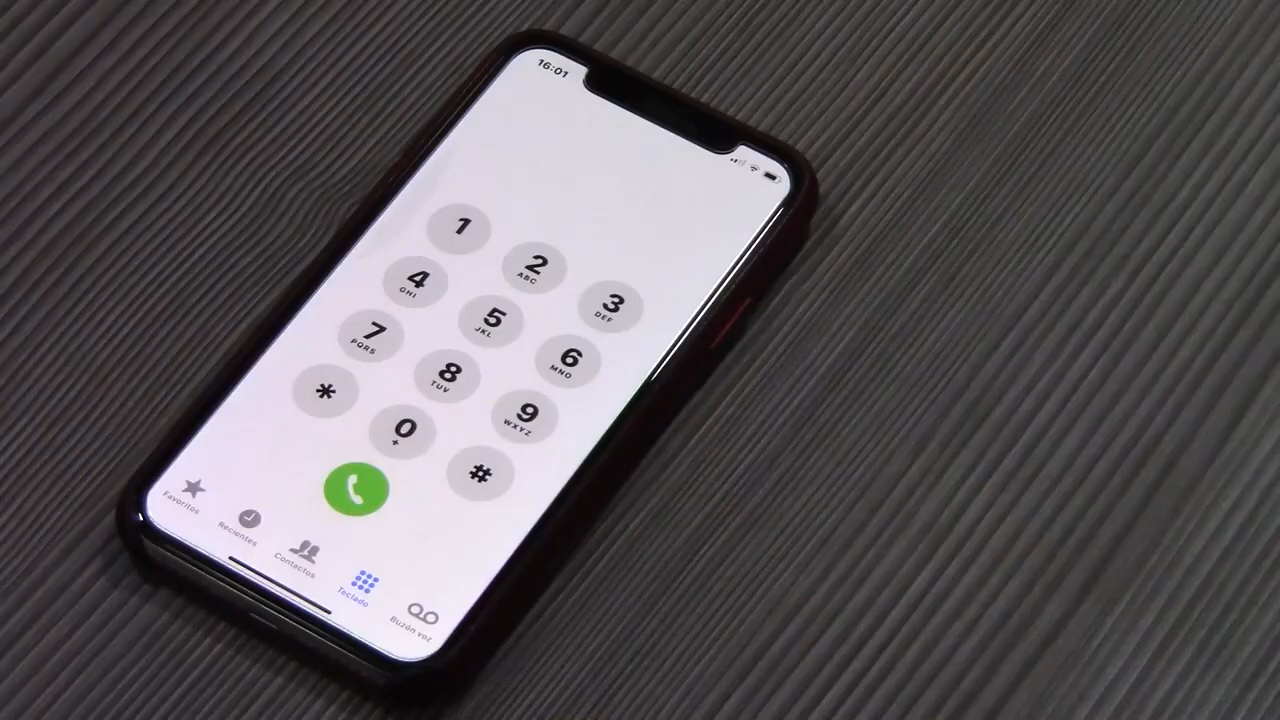 16:01
1
2
ABC
3
DEF
4
GHI
5
JKL
6
MNO
7
PQRS
8
TUV
9
WXYZ
*
0
+
#
Favoritos
Recientes
Contactos
Teclado
Buzón voz